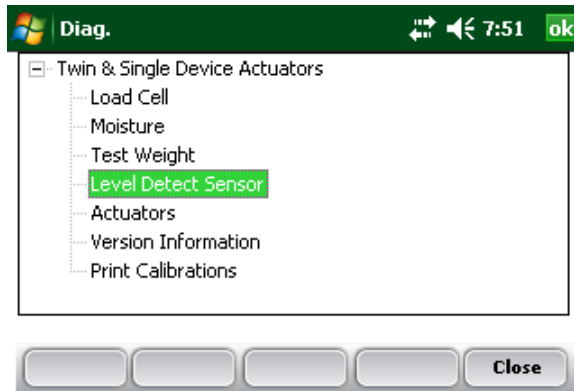 Diag. 7:51 ok
Twin & Single Device Actuators
Load Cell
Moisture
Test Weight
Level Detect Sensor
Actuators
Version Information
Print Calibrations
Close